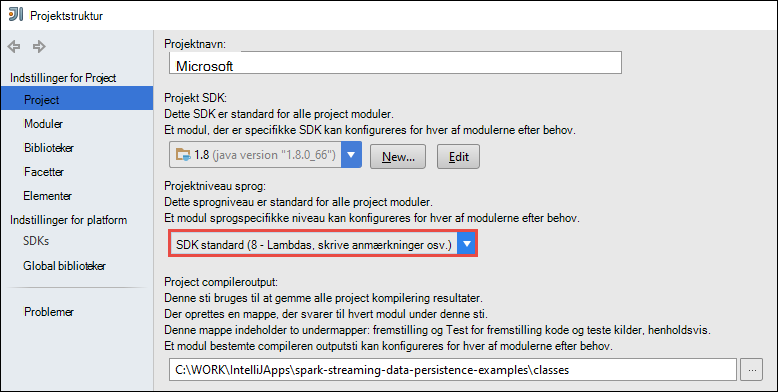 Projektstruktur
Indstillinger for Project
Project
Moduler
Biblioteker
Facetter
Elementer
Indstillinger for platform
SDKs
Global biblioteker
Problemer
Projektnavn:
Microsoft
Projekt SDK:
Dette SDK er standard for alle project moduler.
Et modul, der er specifikke SDK kan konfigureres for hver af modulerne efter behov.
1.8 (java version "1.8.0_66")
New...
Edit
Projektniveau sprog:
Dette sprogniveau er standard for alle project moduler.
Et modul sprogspecifikke niveau kan konfigureres for hver af modulerne efter behov.
SDK standard (8 - Lambdas, skrive anmærkninger osv.)
Project compileroutput:
Denne sti bruges til at gemme alle project kompilering resultater.
Der oprettes en mappe, der svarer til hvert modul under denne sti.
Denne mappe indeholder to undermapper: fremstilling og Test for fremstilling kode og teste kilder, henholdsvis.
Et modul bestemte compileren outputsti kan konfigureres for hver af modulerne efter behov.
C:\WORK\IntelliJApps\spark-streaming-data-persistence-examples\classes
...